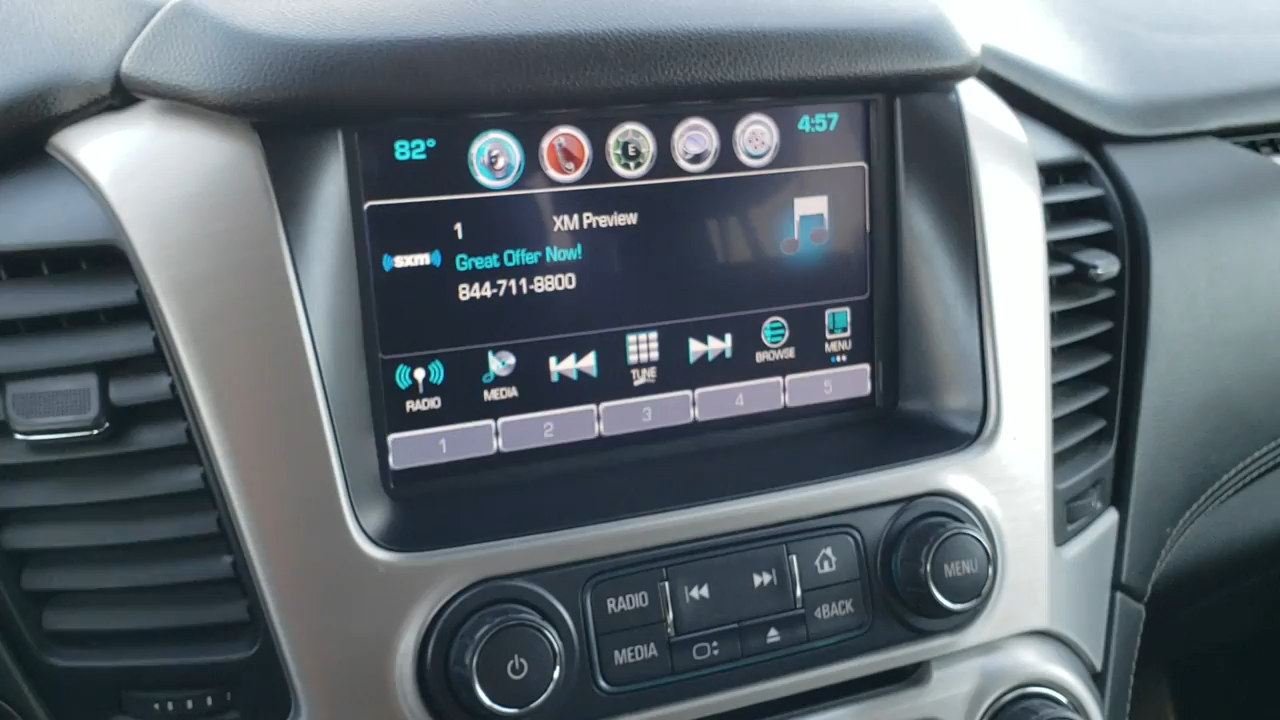 82° 4:57
E
1 XM Preview
sxm Great Offer Now!
844-711-8800
RADIO MEDIA TUNE BROWSE MENU
1 2 3 4 5
RADIO
MEDIA
BACK
MENU